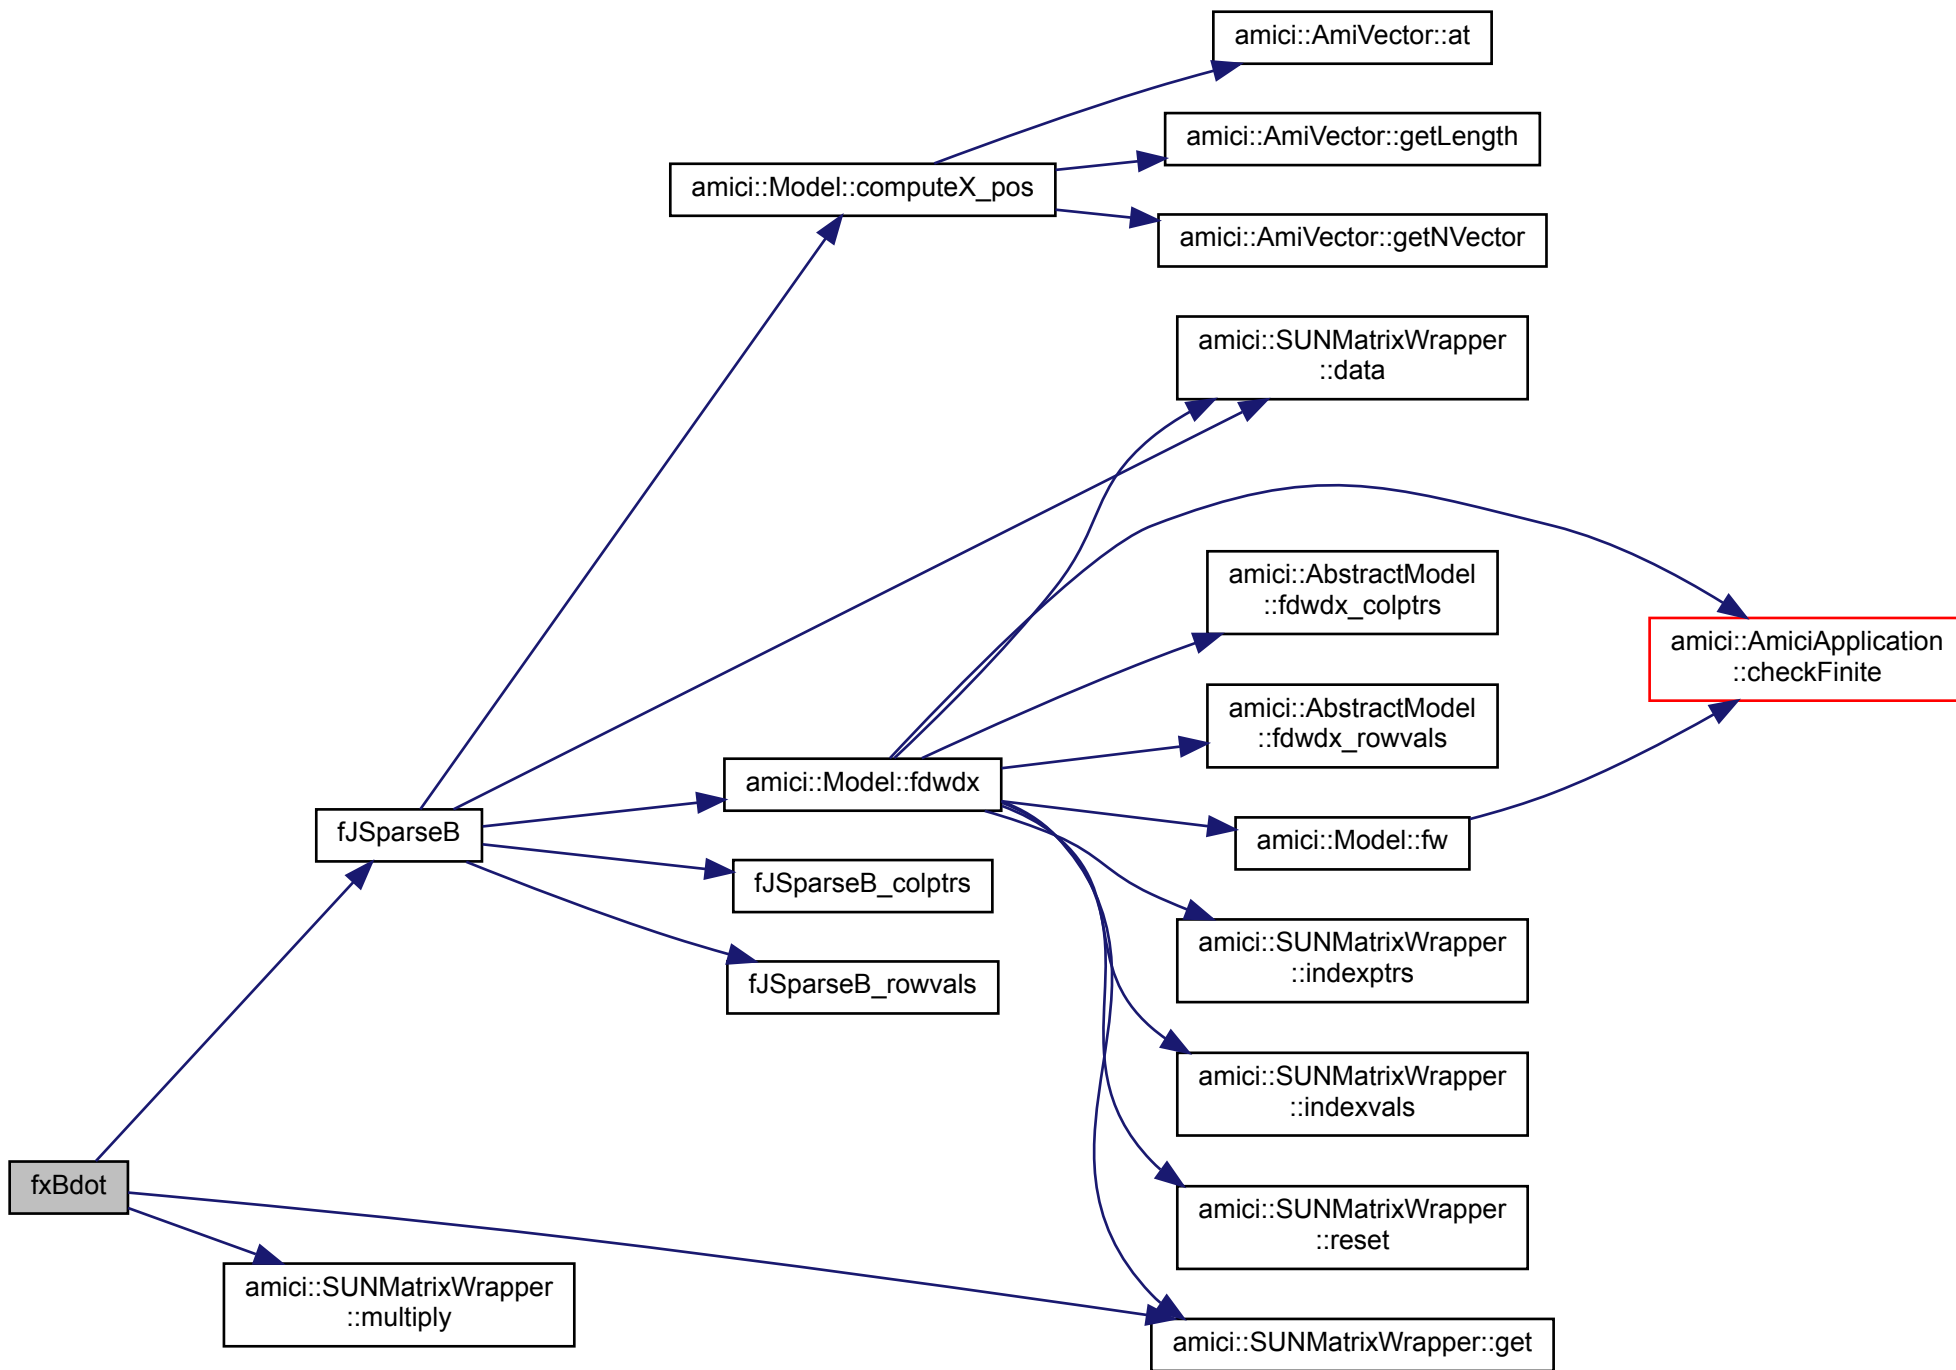 amici::AmiVector::at
amici::AmiVector::getLength
amici::Model::computeX_pos
amici::AmiVector::getNVector
amici::SUNMatrixWrapper
::data
amici::AbstractModel
::fdwdx_colptrs
amici::AmiciApplication
::checkFinite
amici::AbstractModel
::fdwdx_rowvals
amici::Model::fdwdx
fJSparseB
amici::Model::fw
fJSparseB_colptrs
amici::SUNMatrixWrapper
::indexptrs
fJSparseB_rowvals
amici::SUNMatrixWrapper
::indexvals
fxBdot
amici::SUNMatrixWrapper
::reset
amici::SUNMatrixWrapper
::multiply
amici::SUNMatrixWrapper::get